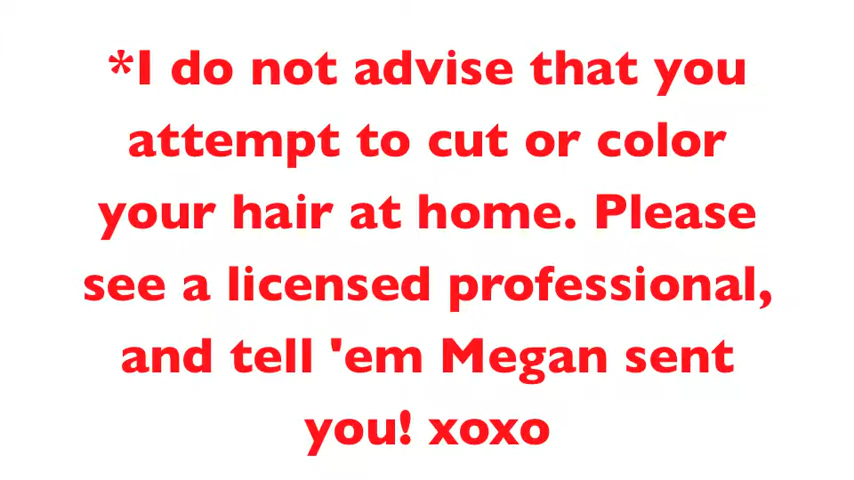 *I do not advise that you
attempt to cut or color
your hair at home. Please
see a licensed professional,
and tell 'em Megan sent
you! xoxo